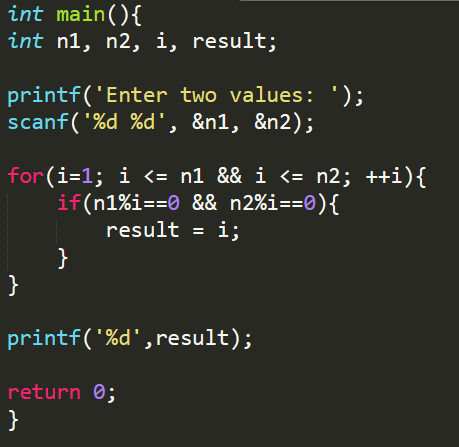 int main(){
int n1, n2, i, result;
printf('Enter two values: ');
scanf('%d %d', &n1, &n2);
for(i=1; i <= n1 && i <= n2; ++i){
if(n1%i==0 && n2%i==0){
result = i;
}
}
printf('%d',result);
return 0;
}